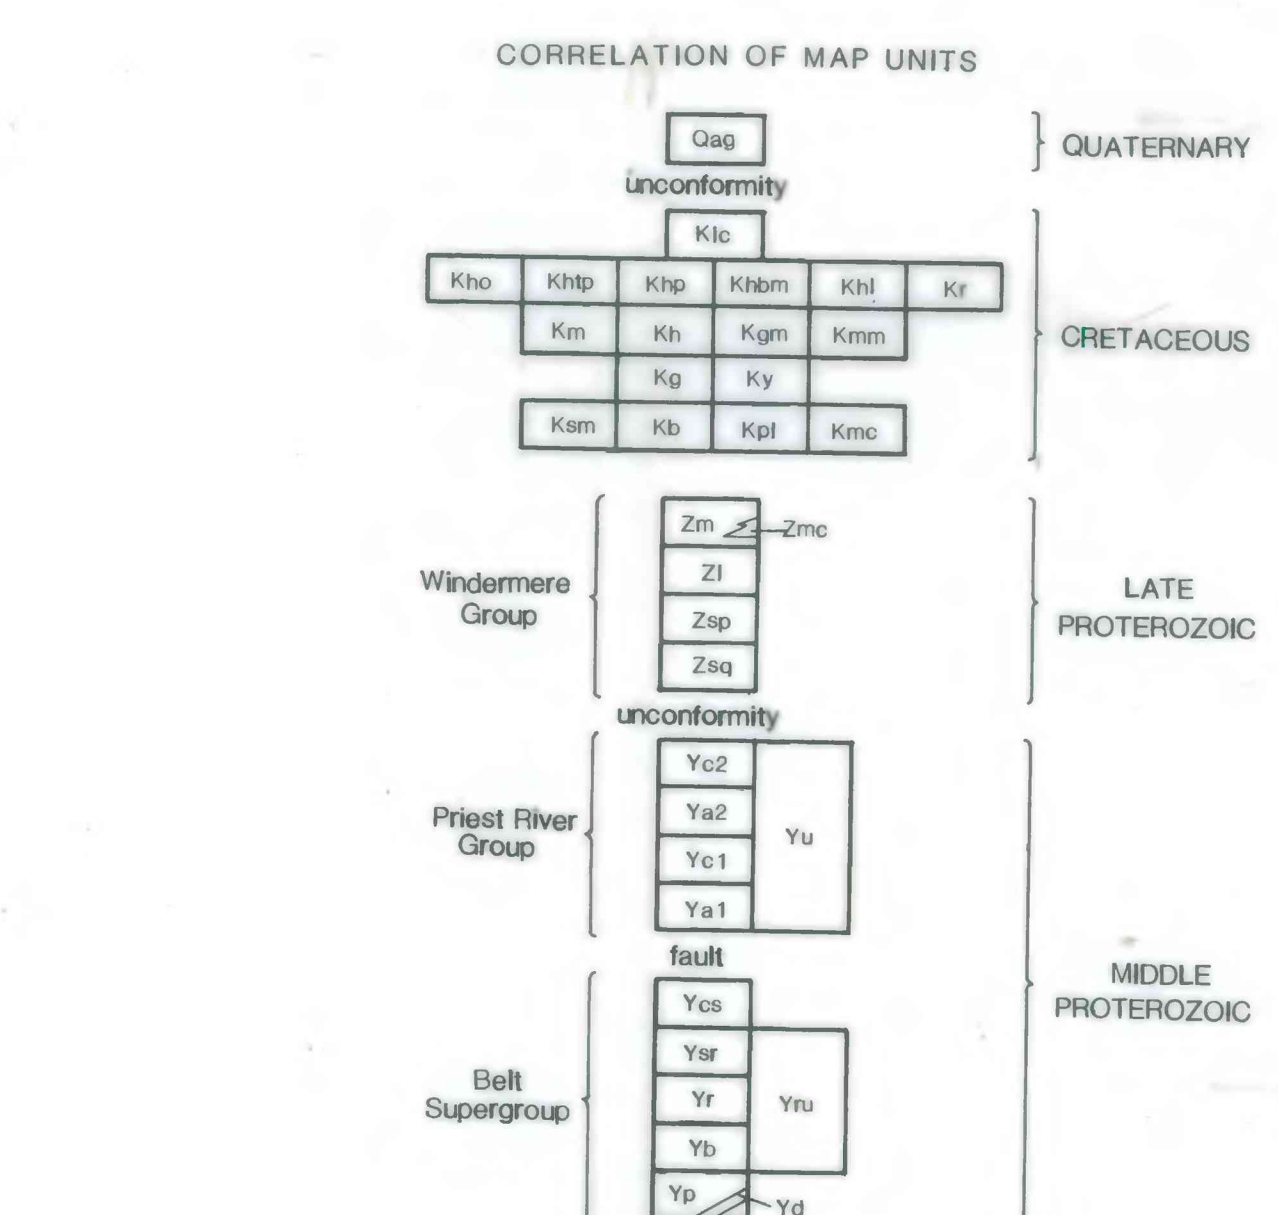 CORRELATION OF MAP UNITS
Qag
QUATERNARY
unconformity
Klc
Kho Khtp Khp Khbm Khl Kr
Km Kh Kgm Kmm
CRETACEOUS
Kg Ky
Ksm Kb Kpl Kmc
Zm Zmc
Zl
Windermere
Group
LATE
PROTEROZOIC
Zsp
Zsq
unconformity
Yc2
Ya2
Priest River
Group
Yu
Yc1
Ya1
fault
MIDDLE
PROTEROZOIC
Ycs
Ysr
Belt
Supergroup
Yr
Yru
Yb
Yp
Yd